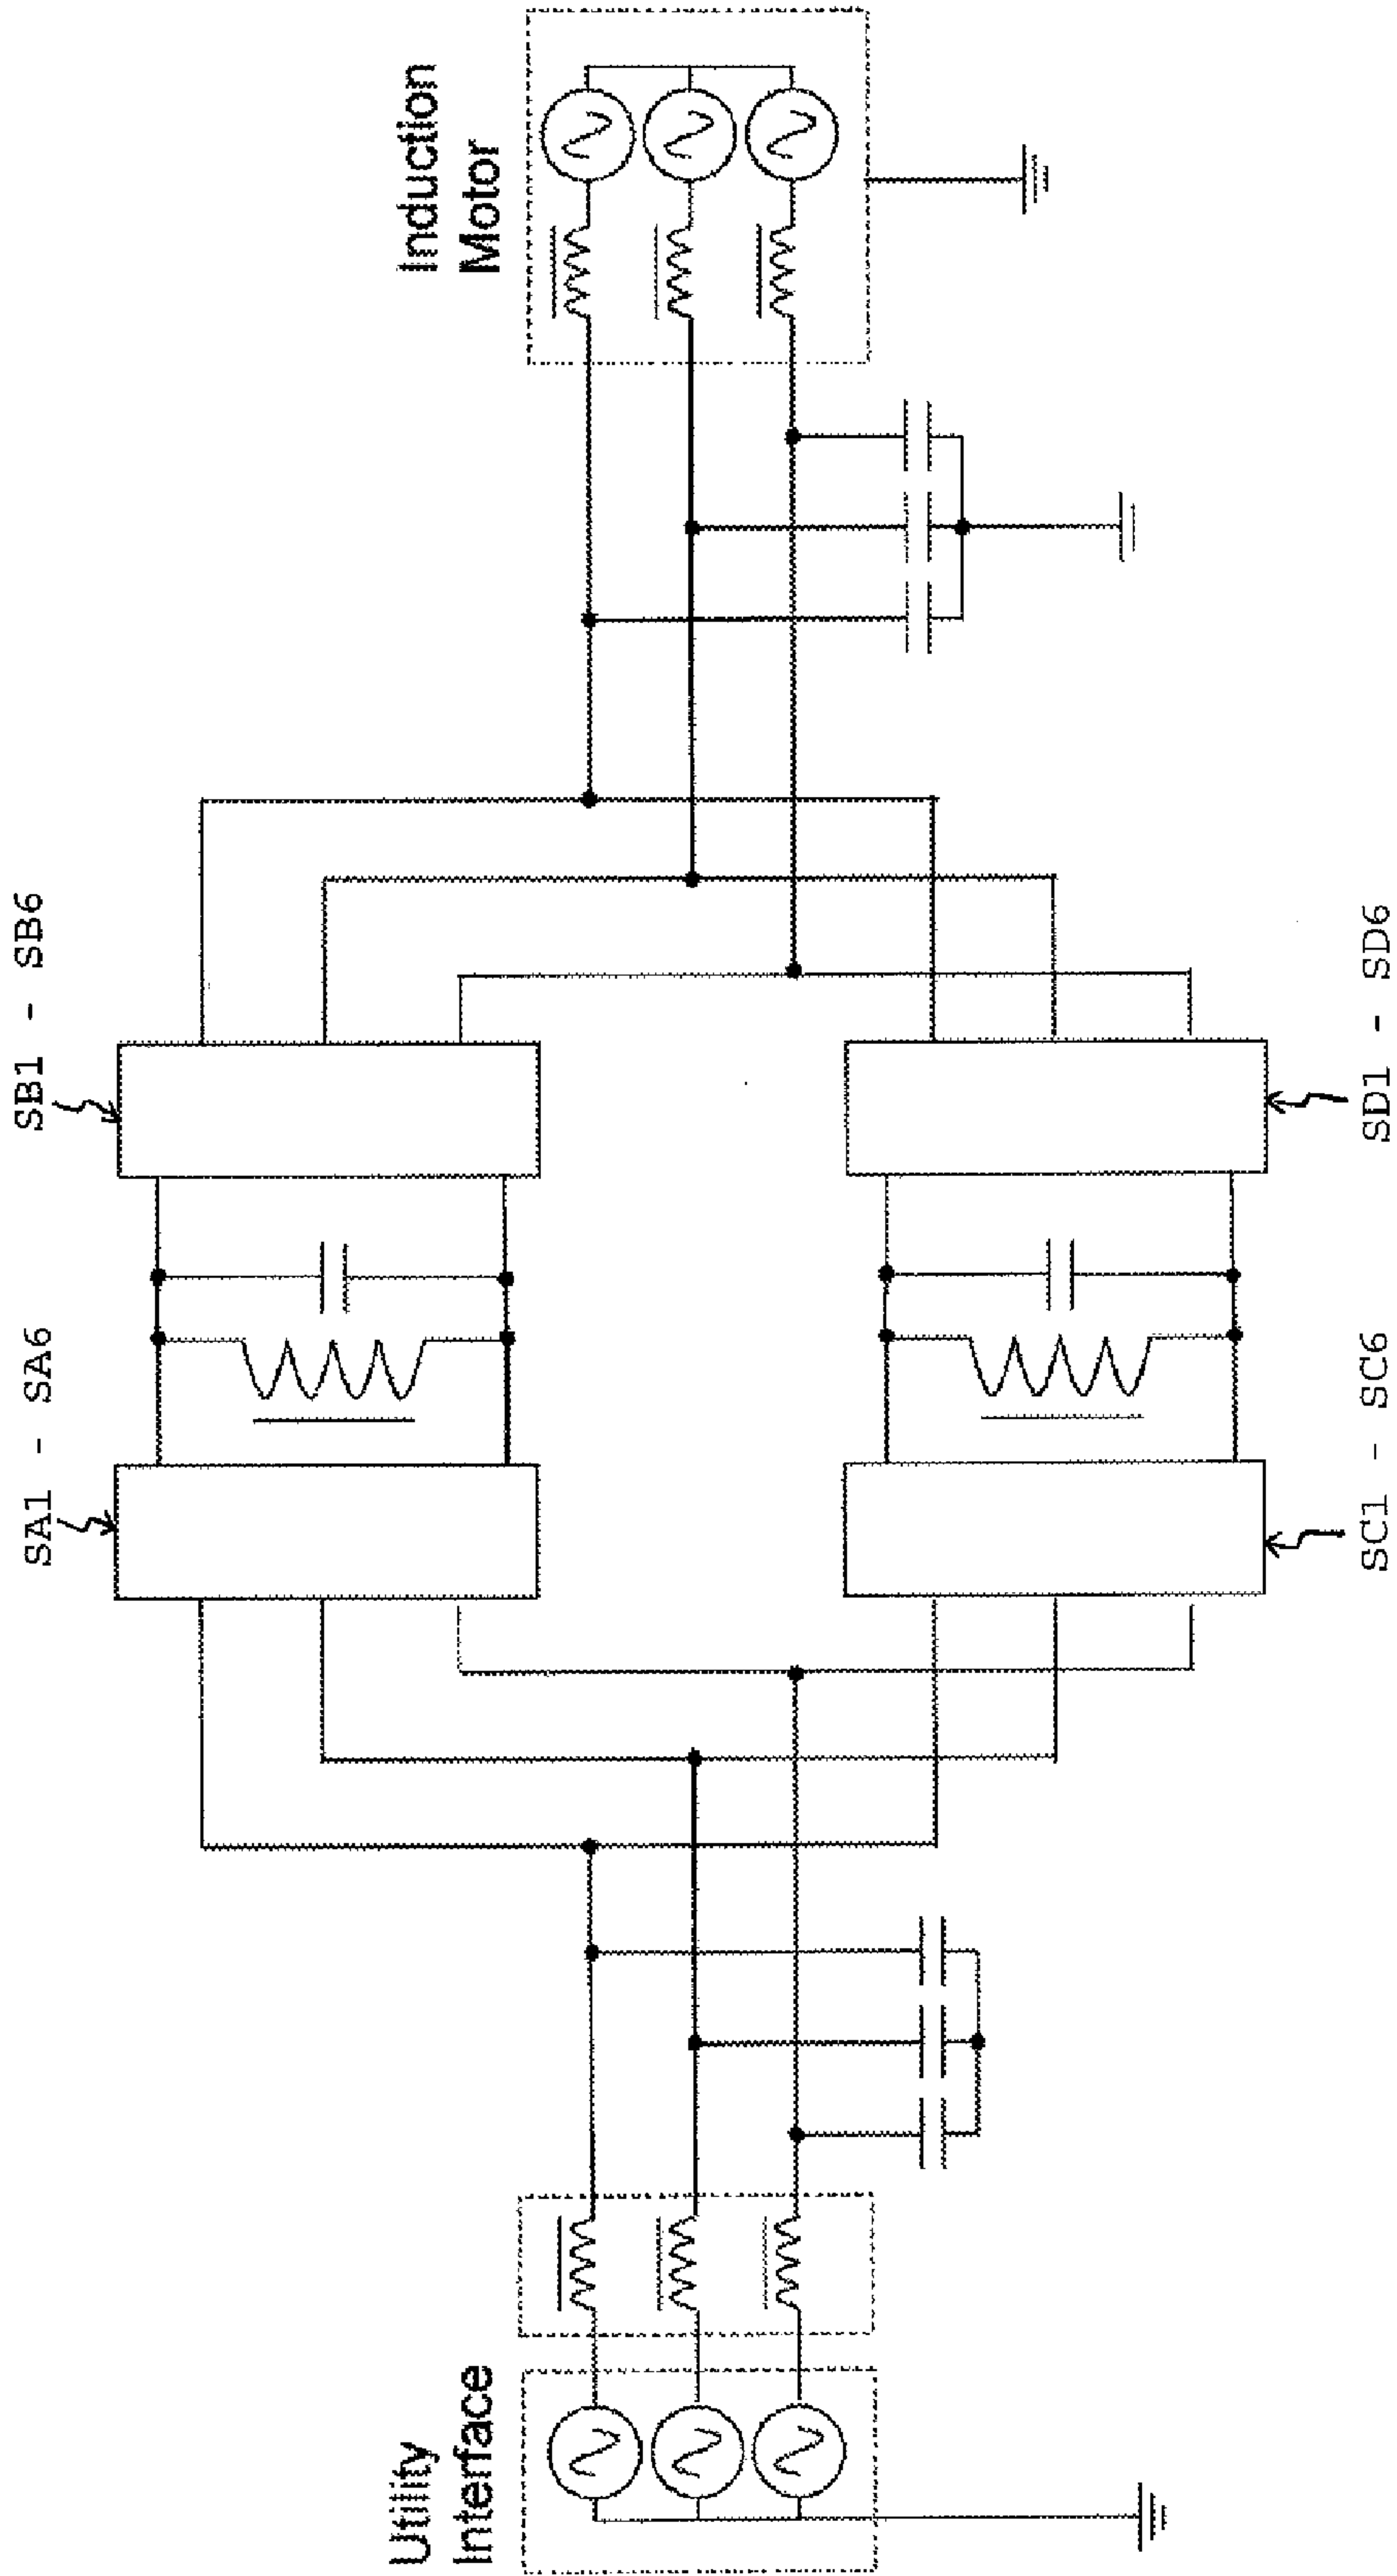 Utility
Interface
SA1 - SA6
SB1 - SB6
SC1 - SC6
SD1 - SD6
Induction
Motor